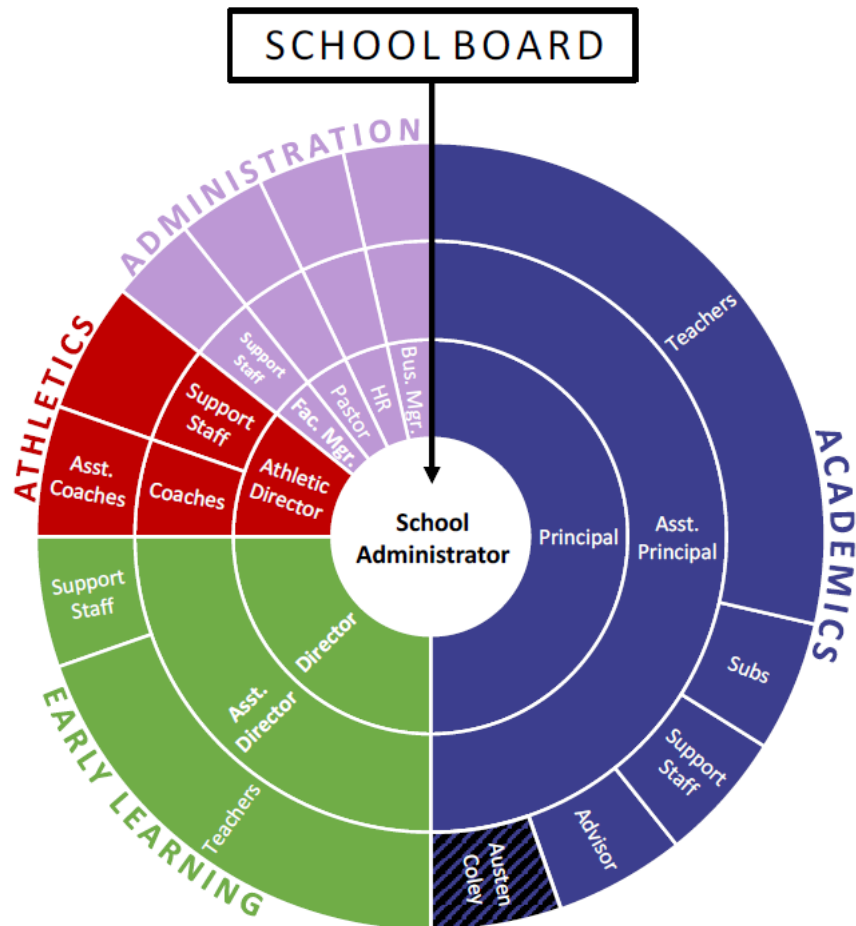 SCHOOL BOARD
ADMINISTRATION
ATHLETICS
ACADEMICS
EARLY LEARNING
School
Administrator
Bus. Mgr.
HR
Pastor
Fac. Mgr.
Support
Staff
Athletic
Director
Support
Staff
Coaches
Asst.
Coaches
Director
Asst.
Director
Support
Staff
Teachers
Principal
Asst.
Principal
Teachers
Subs
Support
Staff
Advisor
Austen
Coley